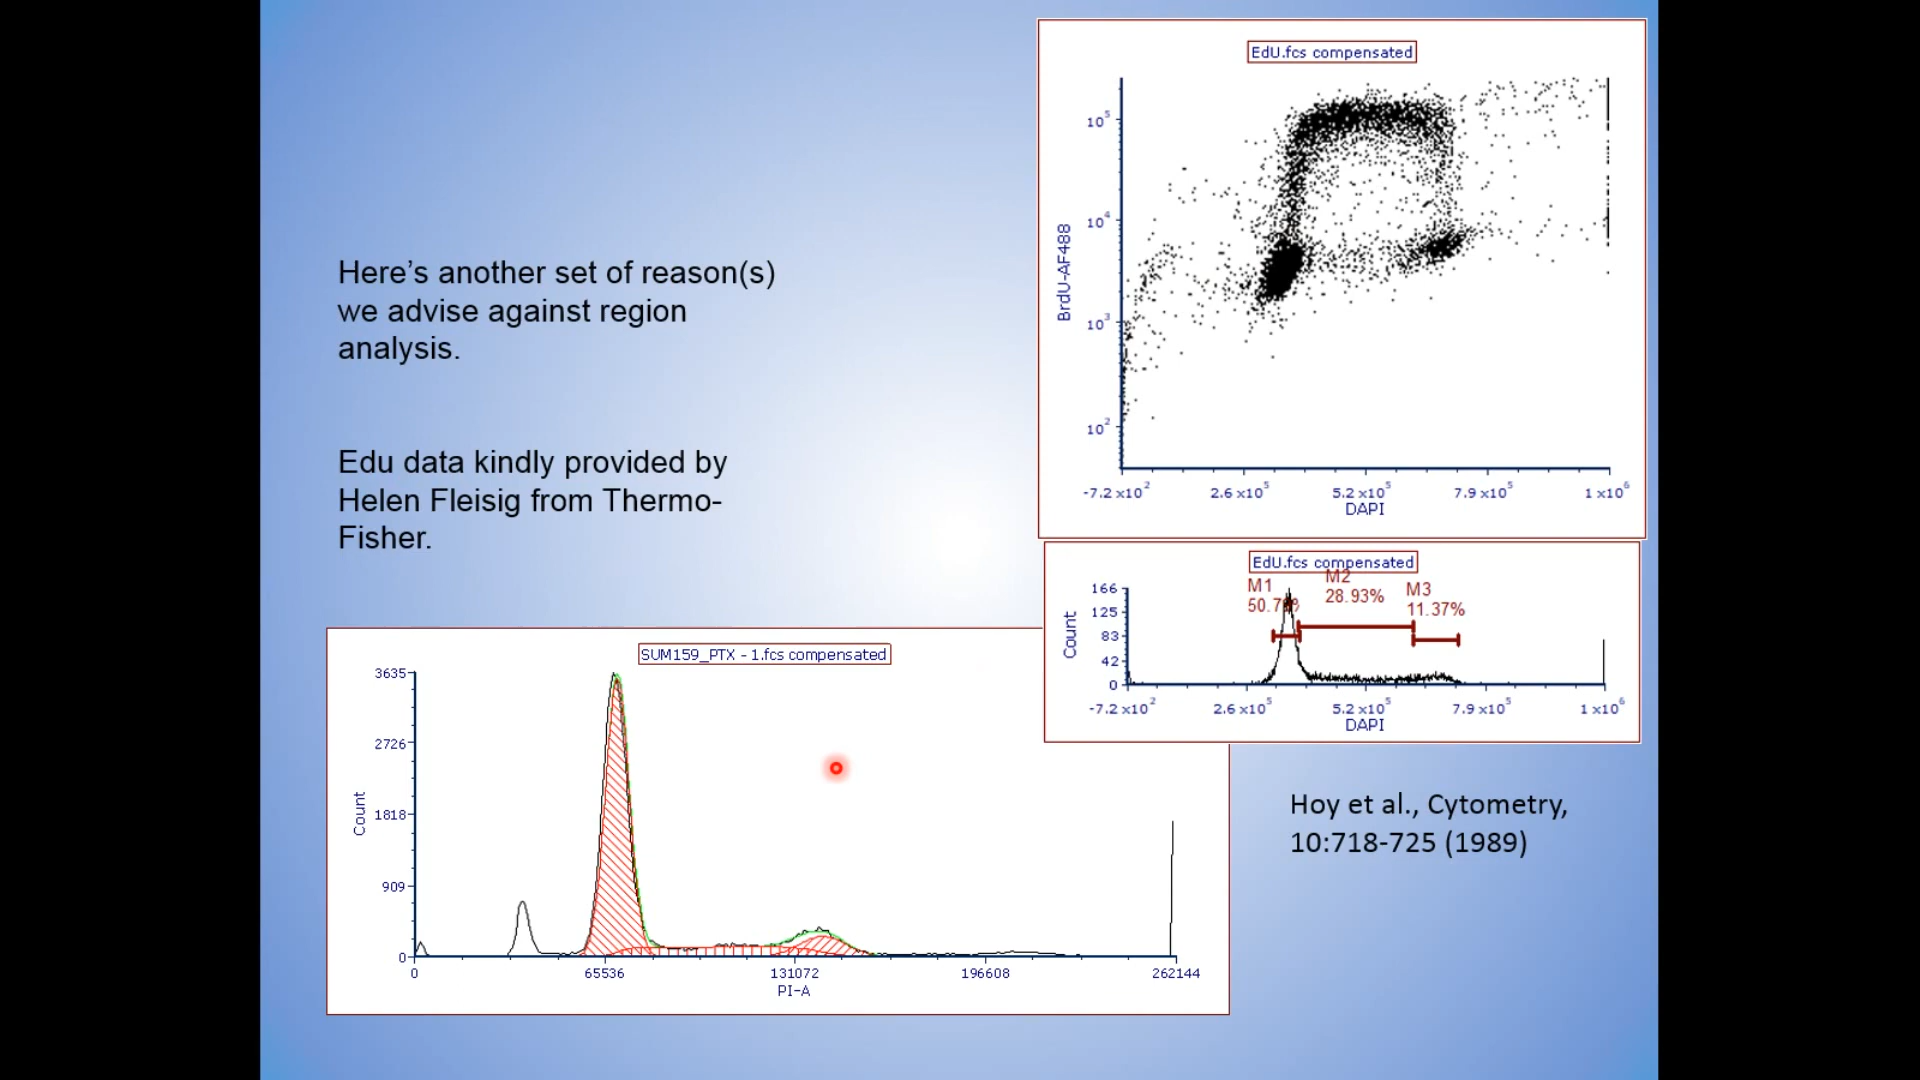 Here’s another set of reason(s)
we advise against region
analysis.
Edu data kindly provided by
Helen Fleisig from Thermo-
Fisher.
EdU.fcs compensated
BrdU-AF488
10⁵
10⁴
10³
10²
-7.2 x10² 2.6 x10⁵ 5.2 x10⁵ 7.9 x10⁵ 1 x10⁶
DAPI
EdU.fcs compensated
M1
M2
28.93%
M3
11.37%
Count
166
125
83
42
0
-7.2 x10² 2.6 x10⁵ 5.2 x10⁵ 7.9 x10⁵ 1 x10⁶
DAPI
SUM159_PTX - 1.fcs compensated
Count
3635
2726
1818
909
0
0 65536 131072 196608 262144
PI-A
Hoy et al., Cytometry,
10:718-725 (1989)